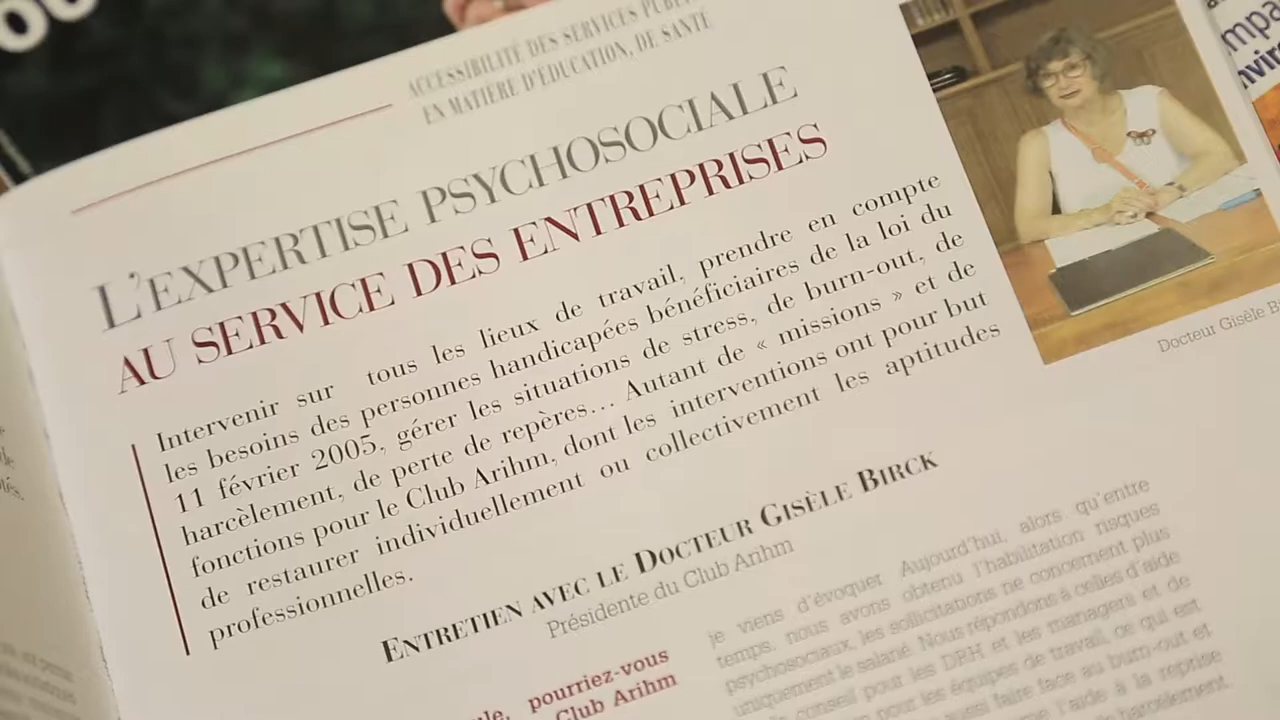 ACCESSIBILITÉ DES SERVICES PUBL
EN MATIÈRE D'ÉDUCATION, DE SANTÉ
L'EXPERTISE PSYCHOSOCIALE
AU SERVICE DES ENTREPRISES
Intervenir sur tous les lieux de travail, prendre en compte
les besoins des personnes handicapées bénéficiaires de la loi du
11 février 2005, gérer les situations de stress, de burn-out, de
harcèlement, de perte de repères... Autant de « missions » et de
fonctions pour le Club Arihm, dont les interventions ont pour but
de restaurer individuellement ou collectivement les aptitudes
professionnelles.
Docteur Gisèle B
ENTRETIEN AVEC LE DOCTEUR GISÈLE BIRCK
Présidente du Club Arihm
pourriez-vous
Club Arihm
je viens d'évoquer Aujourd'hui, alors qu'entre
temps, nous avons obtenu l'habilitation risques
psychosociaux, les sollicitations ne concernent plus
uniquement le salarié. Nous répondons à celles d'aide
conseil pour les DRH et les managers et de
pour les équipes de travail, ce qui est
aussi faire face au burn-out et
l'aide à la reprise
harcèlement,